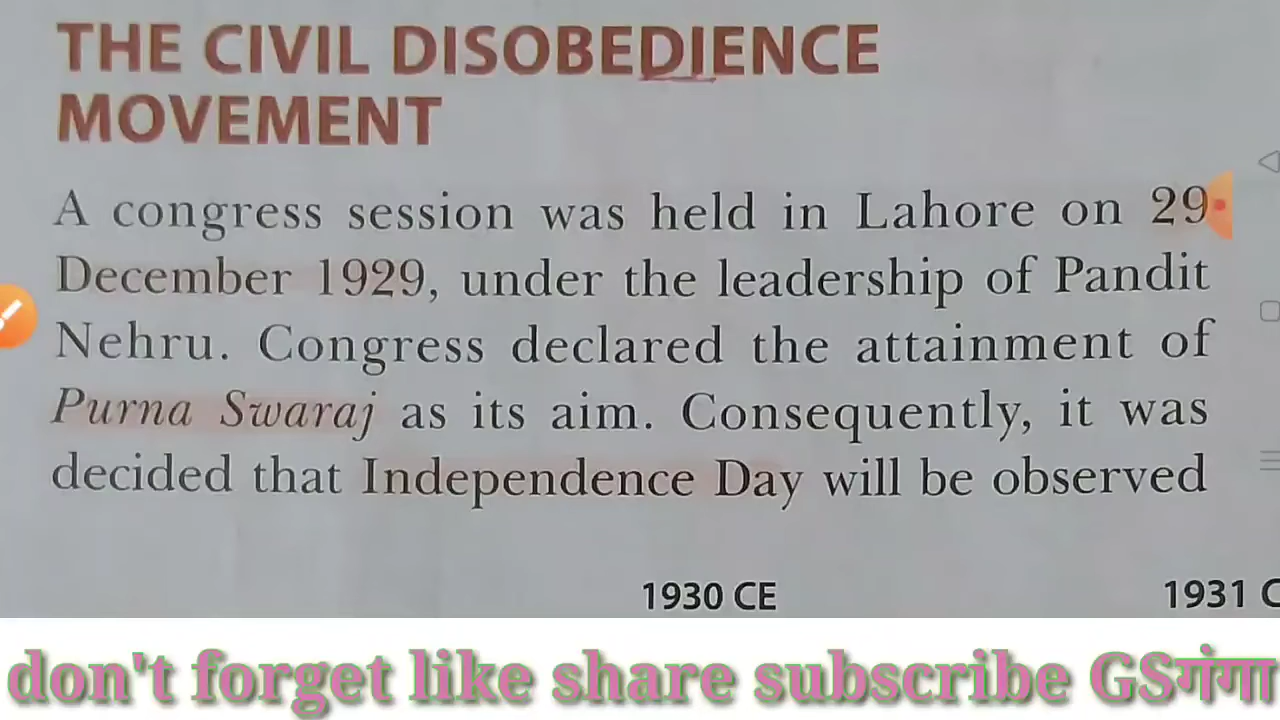 THE CIVIL DISOBEDIENCE
MOVEMENT
A congress session was held in Lahore on 29
December 1929, under the leadership of Pandit
Nehru. Congress declared the attainment of
Purna Swaraj as its aim. Consequently, it was
decided that Independence Day will be observed
1930 CE 1931 C
don't forget like share subscribe GSगंगा